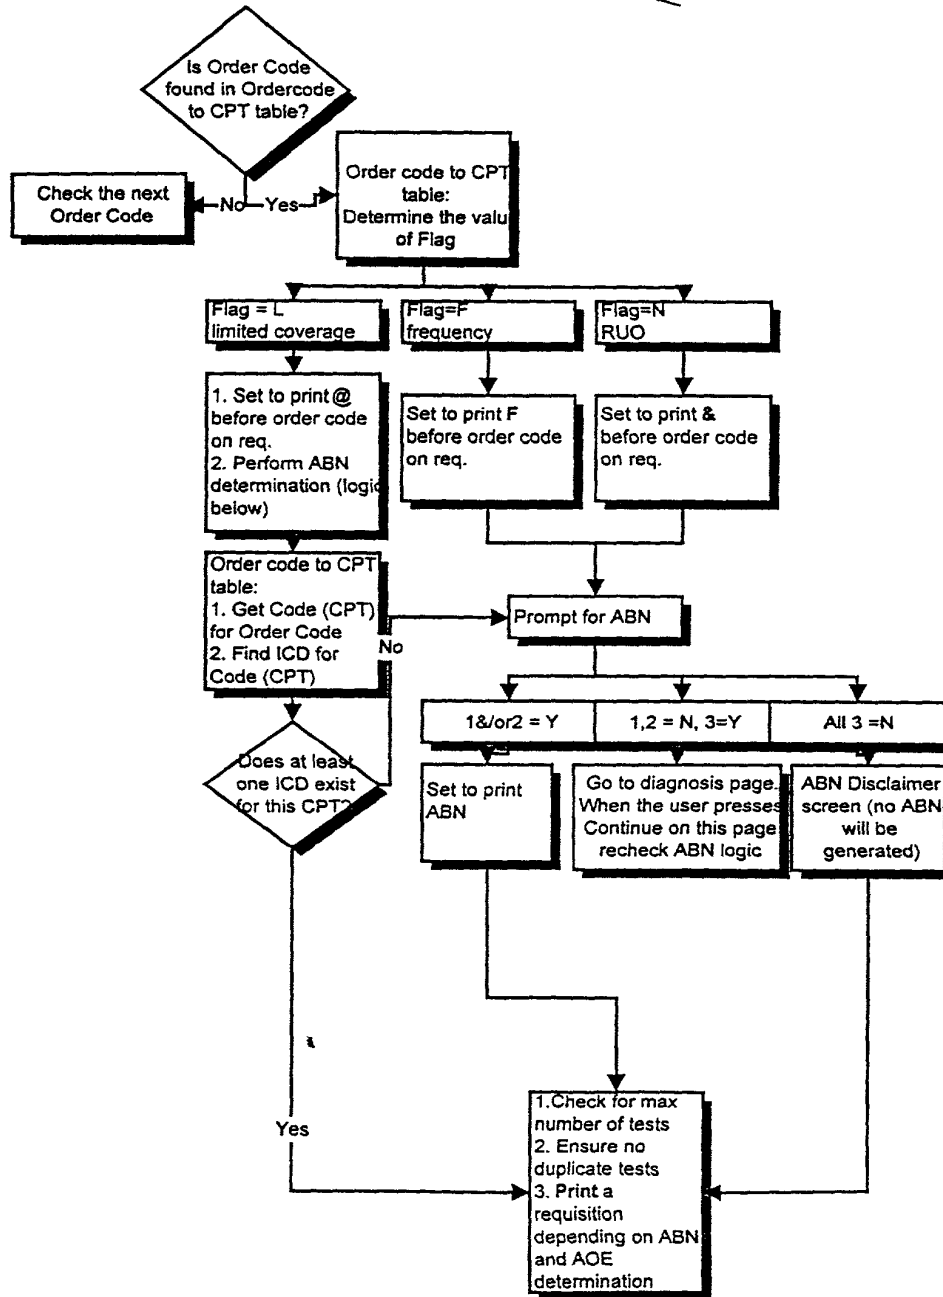 Is Order Code
found in Ordercode
to CPT table?
Check the next
Order Code
No
Yes
Order code to CPT
table:
Determine the valu
of Flag
Flag = L
limited coverage
Flag=F
frequency
Flag=N
RUO
1. Set to print @
before order code
on req.
2. Perform ABN
determination (logic
below)
Set to print F
before order code
on req.
Set to print &
before order code
on req.
Order code to CPT
table:
1. Get Code (CPT)
for Order Code
2. Find ICD for
Code (CPT)
No
Prompt for ABN
1&/or2 = Y
1,2 = N, 3=Y
All 3 =N
Does at least
one ICD exist
for this CPT?
Set to print
ABN
Go to diagnosis page.
When the user presses
Continue on this page
recheck ABN logic
ABN Disclaimer
screen (no ABN
will be
generated)
Yes
1.Check for max
number of tests
2. Ensure no
duplicate tests
3. Print a
requisition
depending on ABN
and AOE
determination